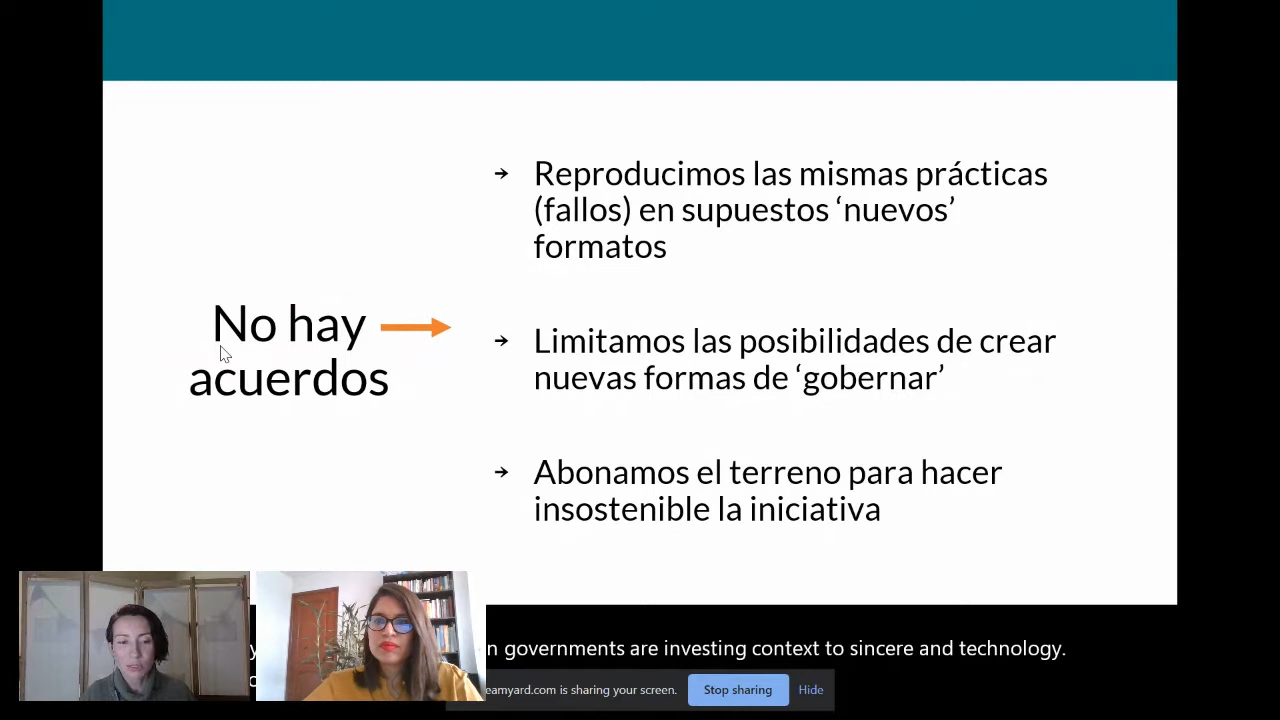 No hay
acuerdos
Reproducimos las mismas prácticas
(fallos) en supuestos ‘nuevos’
formatos
Limitamos las posibilidades de crear
nuevas formas de ‘gobernar’
Abonamos el terreno para hacer
insostenible la iniciativa
governments are investing context to sincere and technology.
eamyard.com is sharing your screen.
Stop sharing
Hide